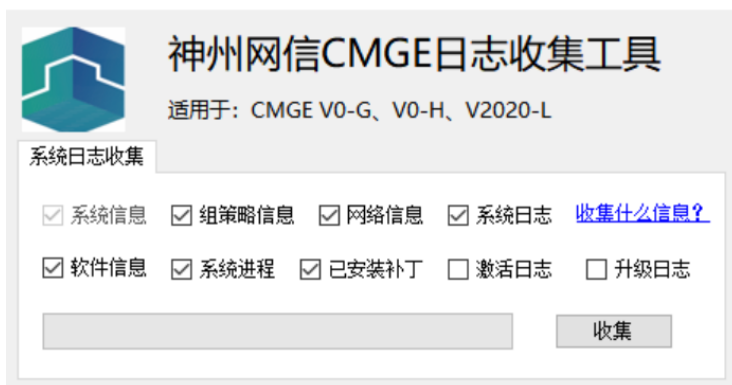 神州网信CMGE日志收集工具
适用于：CMGE V0-G、V0-H、V2020-L
系统日志收集
系统信息 组策略信息 网络信息 系统日志 收集什么信息？
软件信息 系统进程 已安装补丁 激活日志 升级日志
收集